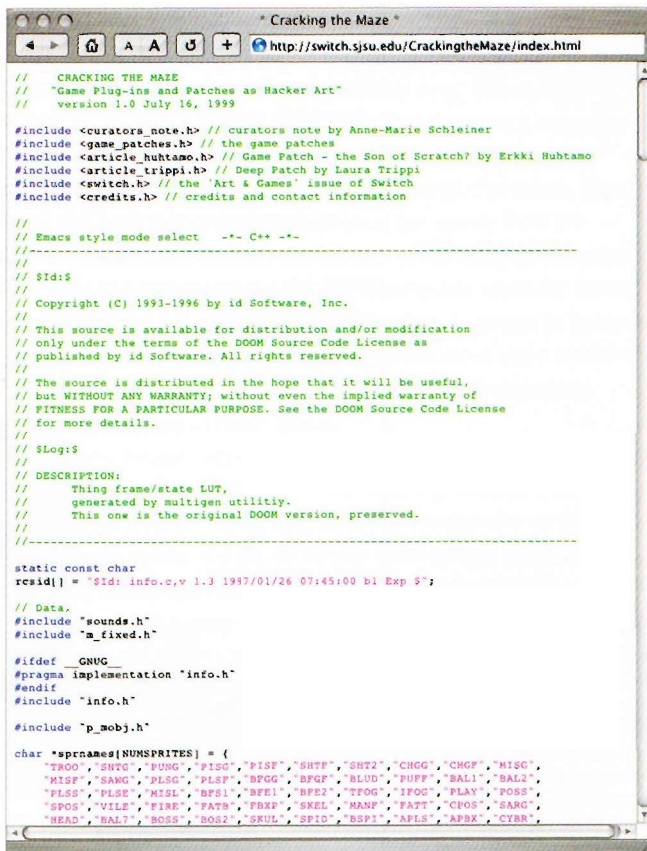 * Cracking the Maze *
A A + http://switch.sjsu.edu/CrackingtheMaze/index.html
// CRACKING THE MAZE
// "Game Plug-ins and Patches as Hacker Art"
// version 1.0 July 16, 1999
#include <curators_note.h> // curators note by Anne-Marie Schleiner
#include <game_patches.h> // the game patches
#include <article_huhtamo.h> // Game Patch - the Son of Scratch? by Erkki Huhtamo
#include <article_trippi.h> // Deep Patch by Laura Trippi
#include <switch.h> // the 'Art & Games' issue of Switch
#include <credits.h> // credits and contact information
//
// Emacs style mode select -*- C++ -*-
//-----------------------------------------------------------------------------
//
// $Id:$
//
// Copyright (C) 1993-1996 by id Software, Inc.
//
// This source is available for distribution and/or modification
// only under the terms of the DOOM Source Code License as
// published by id Software. All rights reserved.
//
// The source is distributed in the hope that it will be useful,
// but WITHOUT ANY WARRANTY; without even the implied warranty of
// FITNESS FOR A PARTICULAR PURPOSE. See the DOOM Source Code License
// for more details.
//
// $Log:$
//
// DESCRIPTION:
// Thing frame/state LUT,
// generated by multigen utilitiy.
// This one is the original DOOM version, preserved.
//
//-----------------------------------------------------------------------------
static const char
rcsid[] = "$Id: info.c,v 1.3 1997/01/26 07:45:00 b1 Exp $";
// Data.
#include "sounds.h"
#include "m_fixed.h"
#ifdef __GNUG__
#pragma implementation "info.h"
#endif
#include "info.h"
#include "p_mobj.h"
char *sprnames[NUMSPRITES] = {
"TROO","SHTG","PUNG","PISG","PISF","SHTF","SHT2","CHGG","CHGF","MISG",
"MISF","SAWG","PLSG","PLSF","BFGG","BFGF","BLUD","PUFF","BAL1","BAL2",
"PLSS","PLSE","MISL","BFS1","BFE1","BFE2","TFOG","IFOG","PLAY","POSS",
"SPOS","VILE","FIRE","FATB","FBXP","SKEL","MANF","FATT","CPOS","SARG",
"HEAD","BAL7","BOSS","BOS2","SKUL","SPID","BSPI","APLS","APBX","CYBR",